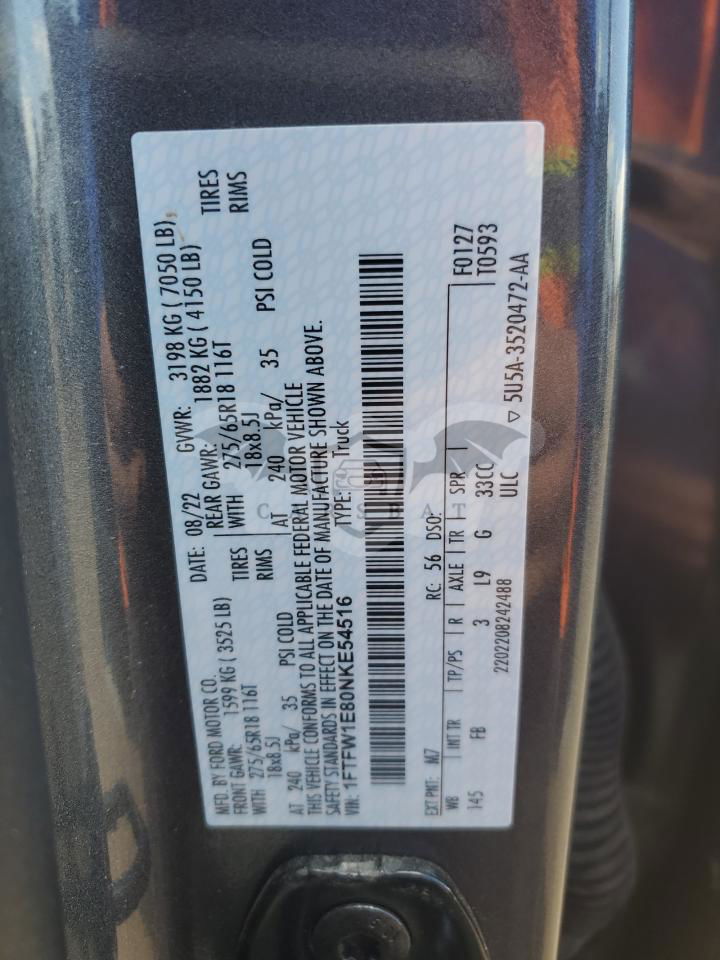 MFD. BY FORD MOTOR CO.
DATE: 08/22 GVWR: 3198 KG ( 7050 LB)
FRONT GAWR: 1599 KG ( 3525 LB) REAR GAWR: 1882 KG ( 4150 LB)
WITH 275/65R18 116T TIRES WITH 275/65R18 116T TIRES
18x8.5J RIMS 18x8.5J RIMS
AT 240 kPa/ 35 PSI COLD AT 240 kPa/ 35 PSI COLD
THIS VEHICLE CONFORMS TO ALL APPLICABLE FEDERAL MOTOR VEHICLE
SAFETY STANDARDS IN EFFECT ON THE DATE OF MANUFACTURE SHOWN ABOVE.
VIN: 1FTFW1E80NKE54516 TYPE: Truck
EXT PNT: M7 RC: 56 DSO: F0127
T0593
WB INT TR TP/PS R AXLE TR SPR
145 FB 3 L9 G 33CC
2202208242488 ULC ▽ 5U5A-3520472-AA
CARSBAT